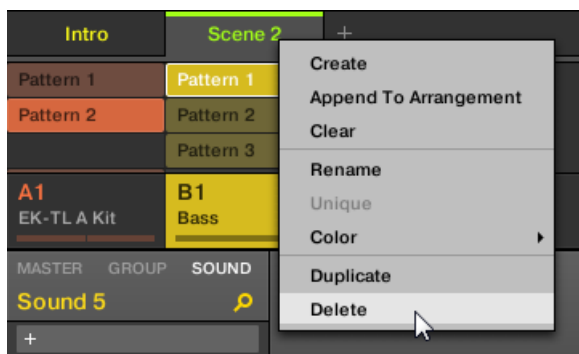 Intro
Scene 2
+
Pattern 1
Pattern 1
Pattern 2
Pattern 2
Pattern 3
A1
EK-TL A Kit
B1
Bass
MASTER GROUP SOUND
Sound 5
+
Create
Append To Arrangement
Clear
Rename
Unique
Color
Duplicate
Delete